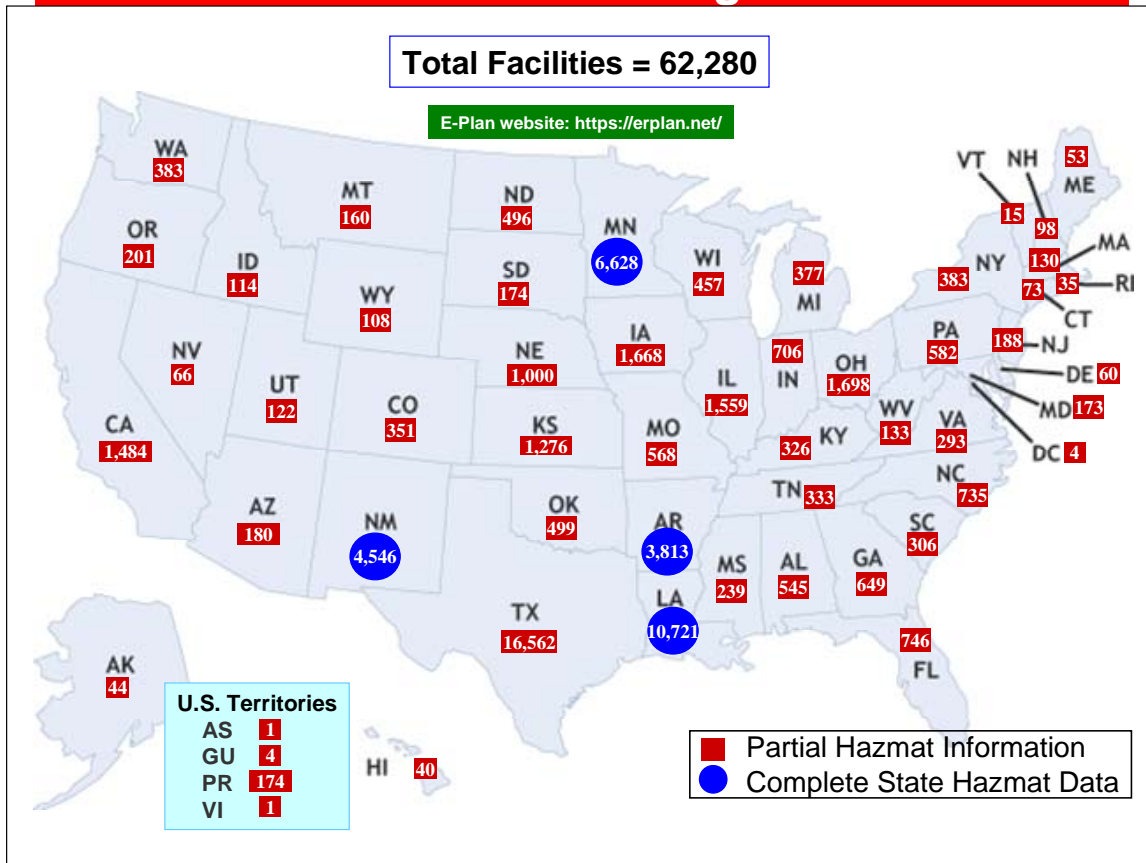 Total Facilities = 62,280
E-Plan website: https://erplan.net/
WA
383
OR
201
ID
114
MT
160
WY
108
ND
496
SD
174
NE
1,000
MN
6,628
WI
457
377
MI
IA
1,668
NV
66
UT
122
CO
351
KS
1,276
MO
568
IL
1,559
706
IN
OH
1,698
CA
1,484
AZ
180
NM
4,546
OK
499
AR
3,813
TX
16,562
LA
10,721
MS
239
AL
545
GA
649
746
FL
SC
306
NC
735
TN 333
326 KY
WV
133
VA
293
PA
582
383 NY
VT
15
NH
98
53
ME
MA
130
RI
35
CT
73
188 NJ
DE 60
MD 173
DC 4
AK
44
HI 40
U.S. Territories
AS 1
GU 4
PR 174
VI 1
Partial Hazmat Information
Complete State Hazmat Data